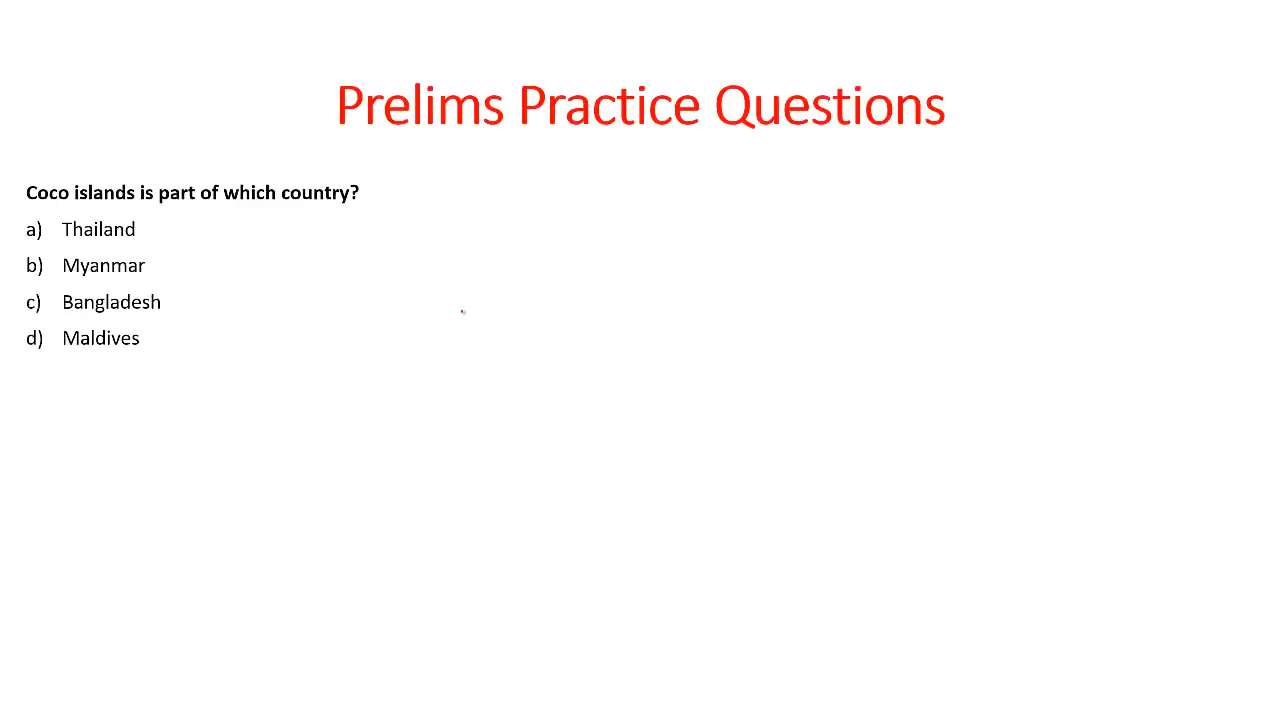 Prelims Practice Questions
Coco islands is part of which country?
a) Thailand
b) Myanmar
c) Bangladesh
d) Maldives